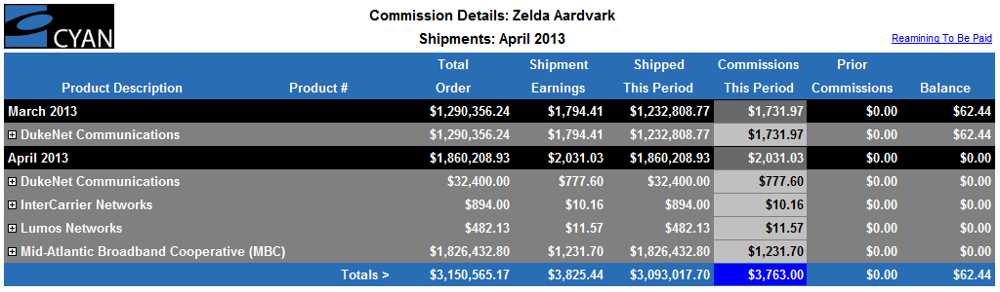 CYAN
Commission Details: Zelda Aardvark
Shipments: April 2013
Reamining To Be Paid
Total Shipment Shipped Commissions Prior
Product Description Product # Order Earnings This Period This Period Commissions Balance
March 2013 $1,290,356.24 $1,794.41 $1,232,808.77 $1,731.97 $0.00 $62.44
DukeNet Communications $1,290,356.24 $1,794.41 $1,232,808.77 $1,731.97 $0.00 $62.44
April 2013 $1,860,208.93 $2,031.03 $1,860,208.93 $2,031.03 $0.00 $0.00
DukeNet Communications $32,400.00 $777.60 $32,400.00 $777.60 $0.00 $0.00
InterCarrier Networks $894.00 $10.16 $894.00 $10.16 $0.00 $0.00
Lumos Networks $482.13 $11.57 $482.13 $11.57 $0.00 $0.00
Mid-Atlantic Broadband Cooperative (MBC) $1,826,432.80 $1,231.70 $1,826,432.80 $1,231.70 $0.00 $0.00
Totals > $3,150,565.17 $3,825.44 $3,093,017.70 $3,763.00 $0.00 $62.44